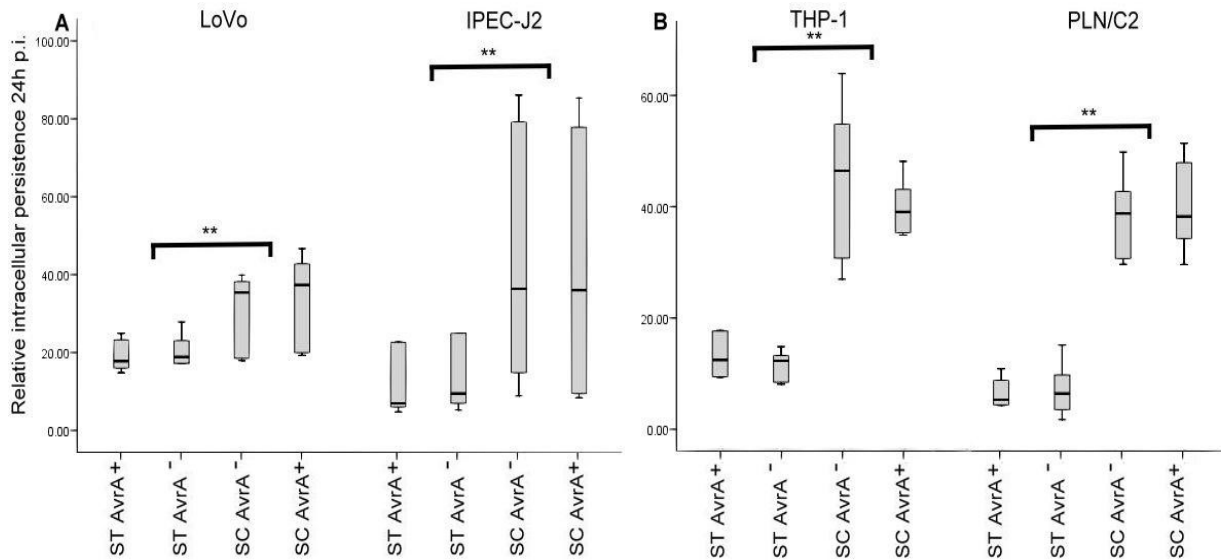 A
LoVo
IPEC-J2
**
**
Relative intracellular persistence 24h p.i.
100.00
80.00
60.00
40.00
20.00
0.00
ST AvrA+
ST AvrA-
SC AvrA-
SC AvrA+
ST AvrA+
ST AvrA-
SC AvrA-
SC AvrA+
B
THP-1
PLN/C2
**
**
60.00
40.00
20.00
0.00
ST AvrA+
ST AvrA-
SC AvrA-
SC AvrA+
ST AvrA+
ST AvrA-
SC AvrA-
SC AvrA+